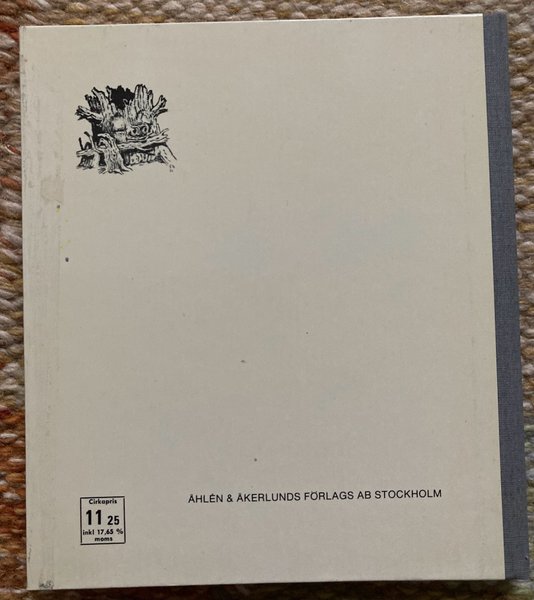 Cirkapris
11 25
inkl 17,65 %
moms
ÅHLÉN & ÅKERLUNDS FÖRLAGS AB STOCKHOLM